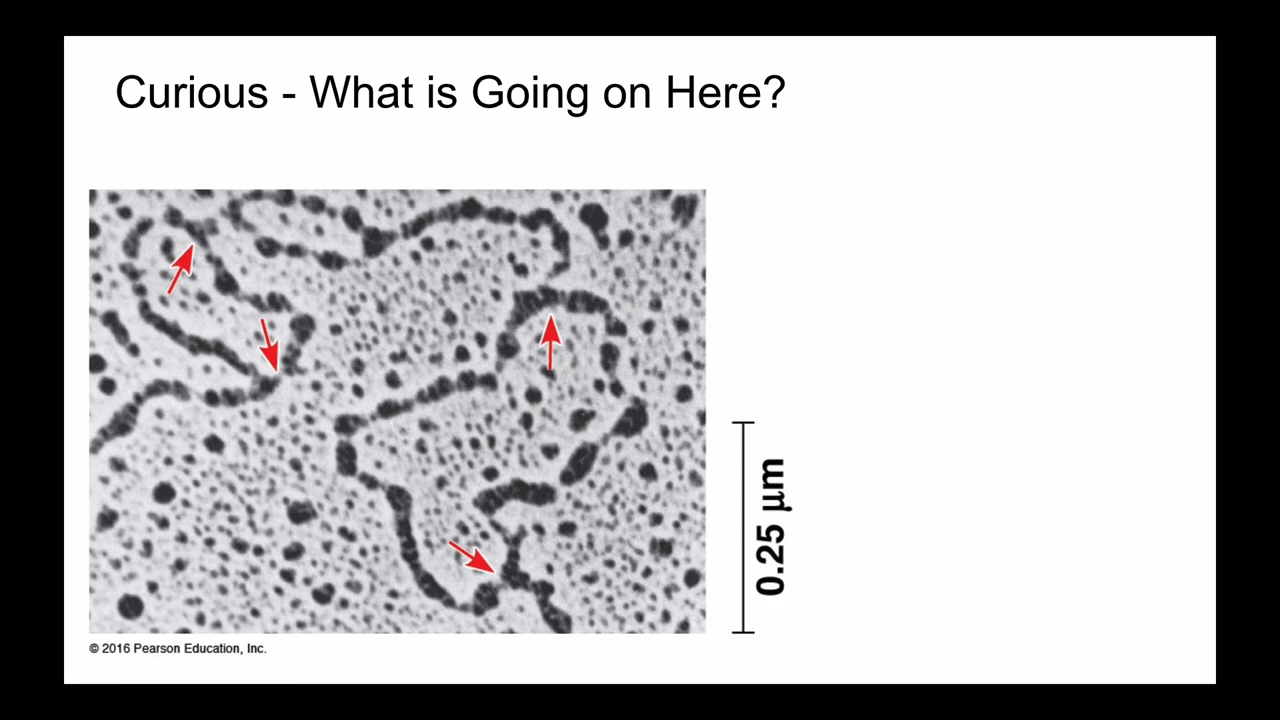 Curious - What is Going on Here?
0.25 μm
© 2016 Pearson Education, Inc.